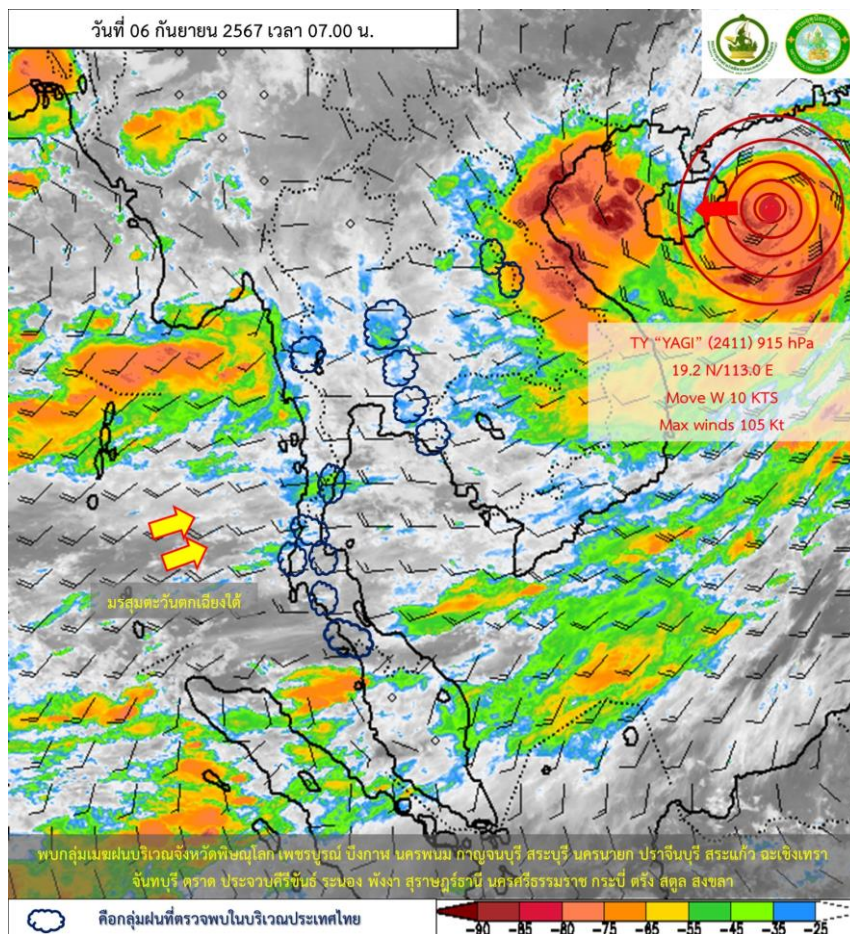 วันที่ 06 กันยายน 2567 เวลา 07.00 น.
TY “YAGI” (2411) 915 hPa
19.2 N/113.0 E
Move W 10 KTS
Max winds 105 Kt
มรสุมตะวันตกเฉียงใต้
พบกลุ่มเมฆฝนบริเวณจังหวัดพิษณุโลก เพชรบูรณ์ บึงกาฬ นครพนม กาญจนบุรี สระบุรี นครนายก ปราจีนบุรี สระแก้ว ฉะเชิงเทรา
จันทบุรี ตราด ประจวบคีรีขันธ์ ระนอง พังงา สุราษฎร์ธานี นครศรีธรรมราช กระบี่ ตรัง สตูล สงขลา
คือกลุ่มฝนที่ตรวจพบในบริเวณประเทศไทย
-90 -85 -80 -75 -65 -55 -45 -35 -25